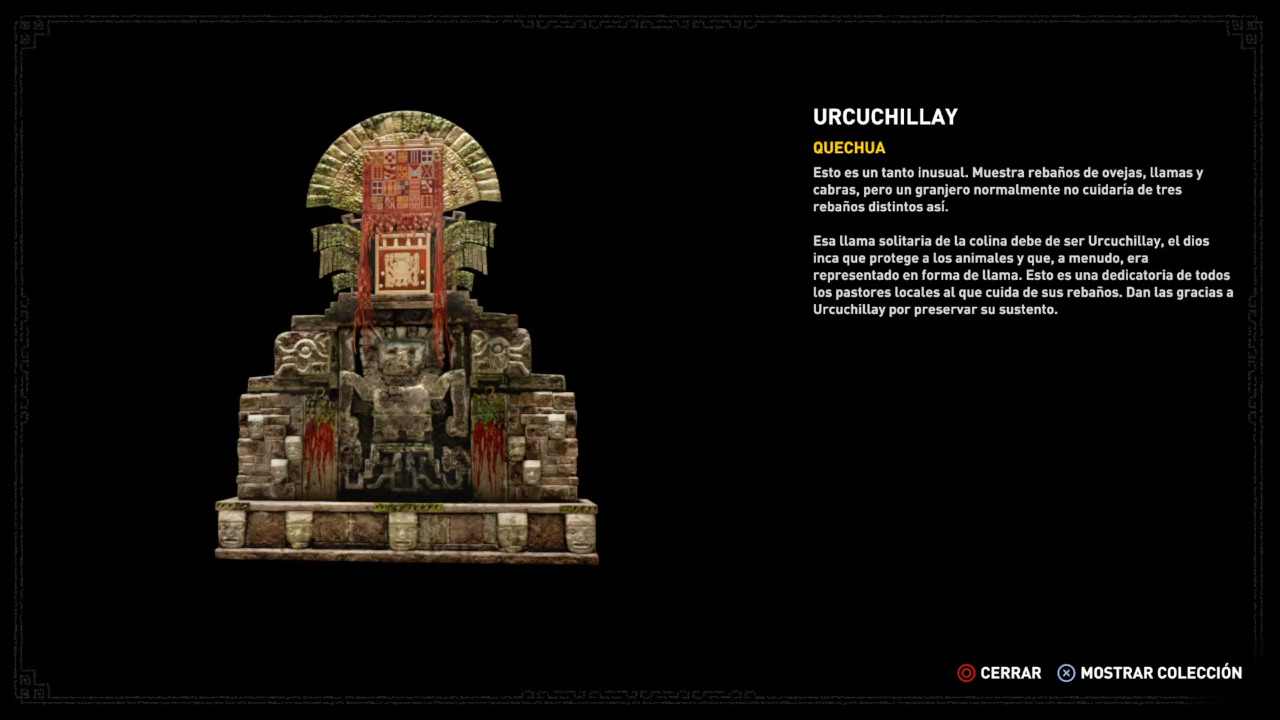 URCUCHILLAY
QUECHUA
Esto es un tanto inusual. Muestra rebaños de ovejas, llamas y
cabras, pero un granjero normalmente no cuidaría de tres
rebaños distintos así.
Esa llama solitaria de la colina debe de ser Urcuchillay, el dios
inca que protege a los animales y que, a menudo, era
representado en forma de llama. Esto es una dedicatoria de todos
los pastores locales al que cuida de sus rebaños. Dan las gracias a
Urcuchillay por preservar su sustento.
CERRAR MOSTRAR COLECCIÓN